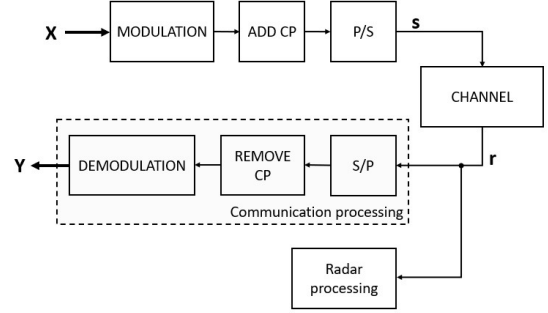 X
MODULATION
ADD CP
P/S
s
CHANNEL
r
Y
DEMODULATION
REMOVE
CP
S/P
Communication processing
Radar
processing